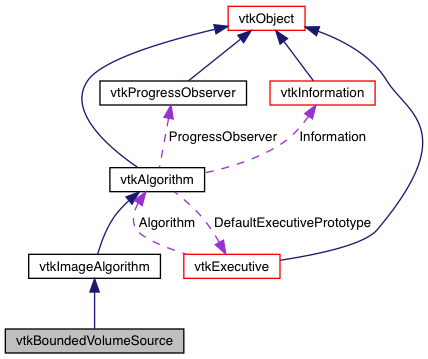 vtkObject
vtkProgressObserver
vtkInformation
ProgressObserver
Information
vtkAlgorithm
Algorithm
DefaultExecutivePrototype
vtkImageAlgorithm
vtkExecutive
vtkBoundedVolumeSource